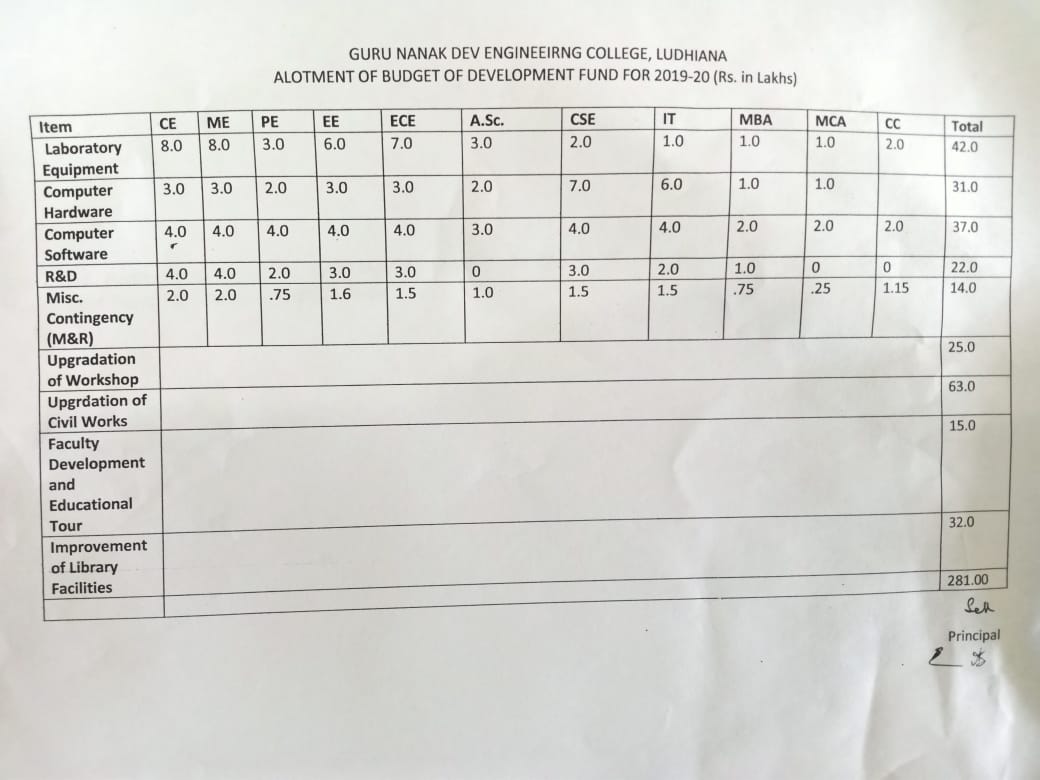 GURU NANAK DEV ENGINEEIRNG COLLEGE, LUDHIANA
ALOTMENT OF BUDGET OF DEVELOPMENT FUND FOR 2019-20 (Rs. in Lakhs)
Item CE ME PE EE ECE A.Sc. CSE IT MBA MCA CC Total
Laboratory 8.0 8.0 3.0 6.0 7.0 3.0 2.0 1.0 1.0 1.0 2.0 42.0
Equipment
Computer 3.0 3.0 2.0 3.0 3.0 2.0 7.0 6.0 1.0 1.0 31.0
Hardware
Computer 4.0 4.0 4.0 4.0 4.0 3.0 4.0 4.0 2.0 2.0 2.0 37.0
Software
R&D 4.0 4.0 2.0 3.0 3.0 0 3.0 2.0 1.0 0 0 22.0
Misc. 2.0 2.0 .75 1.6 1.5 1.0 1.5 1.5 .75 .25 1.15 14.0
Contingency
(M&R)
Upgradation 25.0
of Workshop
Upgrdation of 63.0
Civil Works
Faculty 15.0
Development
and
Educational
Tour
Improvement 32.0
of Library
Facilities
281.00
Principal